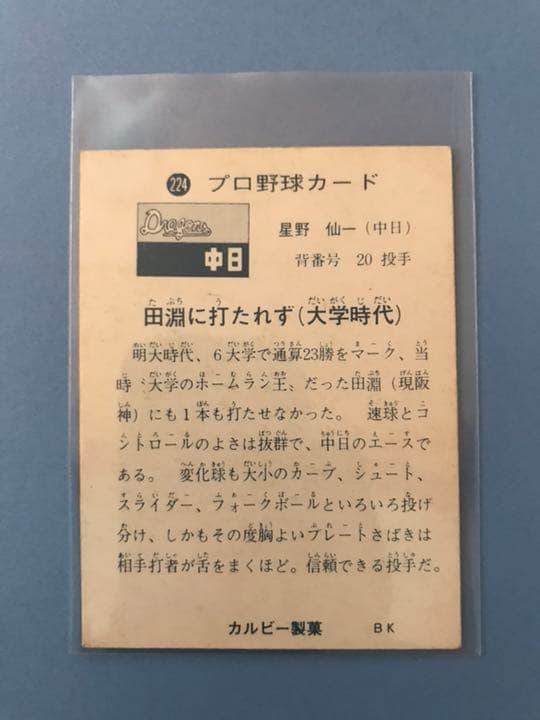 224 プロ野球カード
Dragons
中日
星野 仙一(中日)
背番号 20 投手
田淵に打たれず(大学時代)
明大時代、6大学で通算23勝をマーク、当
時〝大学のホームラン王〟だった田淵(現阪
神)にも1本も打たせなかった。 速球とコ
ントロールのよさは抜群で、中日のエースで
ある。 変化球も大小のカーブ、シュート、
スライダー、フォークボールといろいろ投げ
分け、しかもその度胸よいプレートさばきは
相手打者が舌をまくほど。信頼できる投手だ。
カルビー製菓 BK